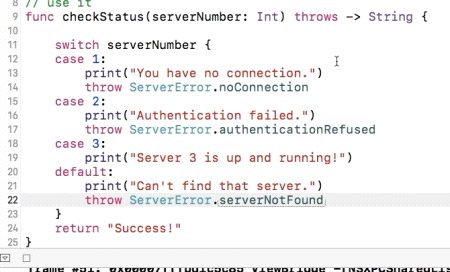 8 // use it
9 func checkStatus(serverNumber: Int) throws -> String {
10
11 switch serverNumber {
12 case 1:
13 print("You have no connection.")
14 throw ServerError.noConnection
15 case 2:
16 print("Authentication failed.")
17 throw ServerError.authenticationRefused
18 case 3:
19 print("Server 3 is up and running!")
20 default:
21 print("Can't find that server.")
22 throw ServerError.serverNotFound
23 }
24 return "Success!"
25 }